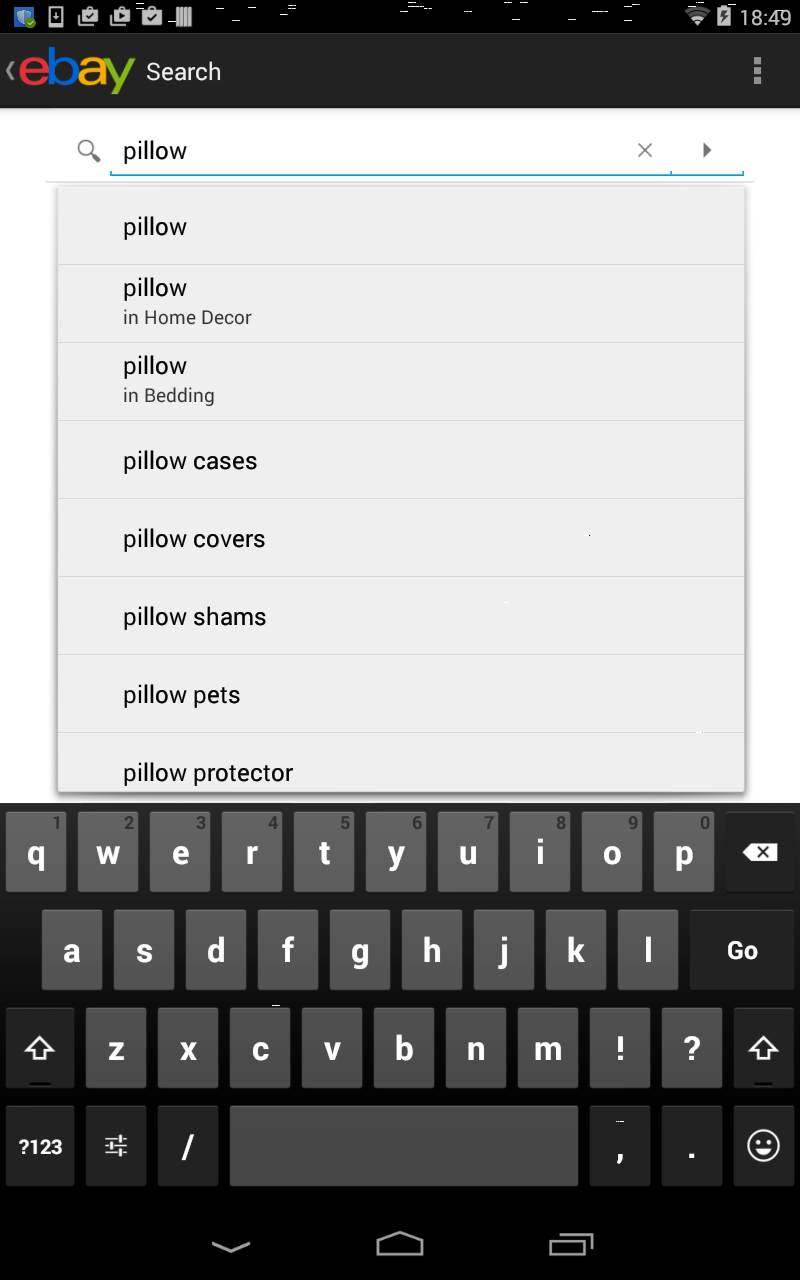 18:49
ebay Search
pillow
pillow
pillow
in Home Decor
pillow
in Bedding
pillow cases
pillow covers
pillow shams
pillow pets
pillow protector
1 2 3 4 5 6 7 8 9 0
q w e r t y u i o p
a s d f g h j k l Go
z x c v b n m ! ?
?123 / , .